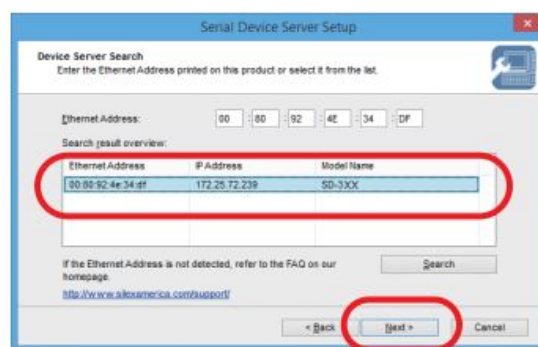 Serial Device Server Setup
Device Server Search
Enter the Ethernet Address printed on this product or select it from the list.
Ethernet Address: 00 : 80 : 92 : 4E : 34 : DF
Search result overview:
Ethernet Address IP Address Model Name
00:80:92:4e:34:df 172.25.72.239 SD-3XX
If the Ethernet Address is not detected, refer to the FAQ on our
homepage.
Search
http://www.silexamerica.com/support/
< Back Next > Cancel